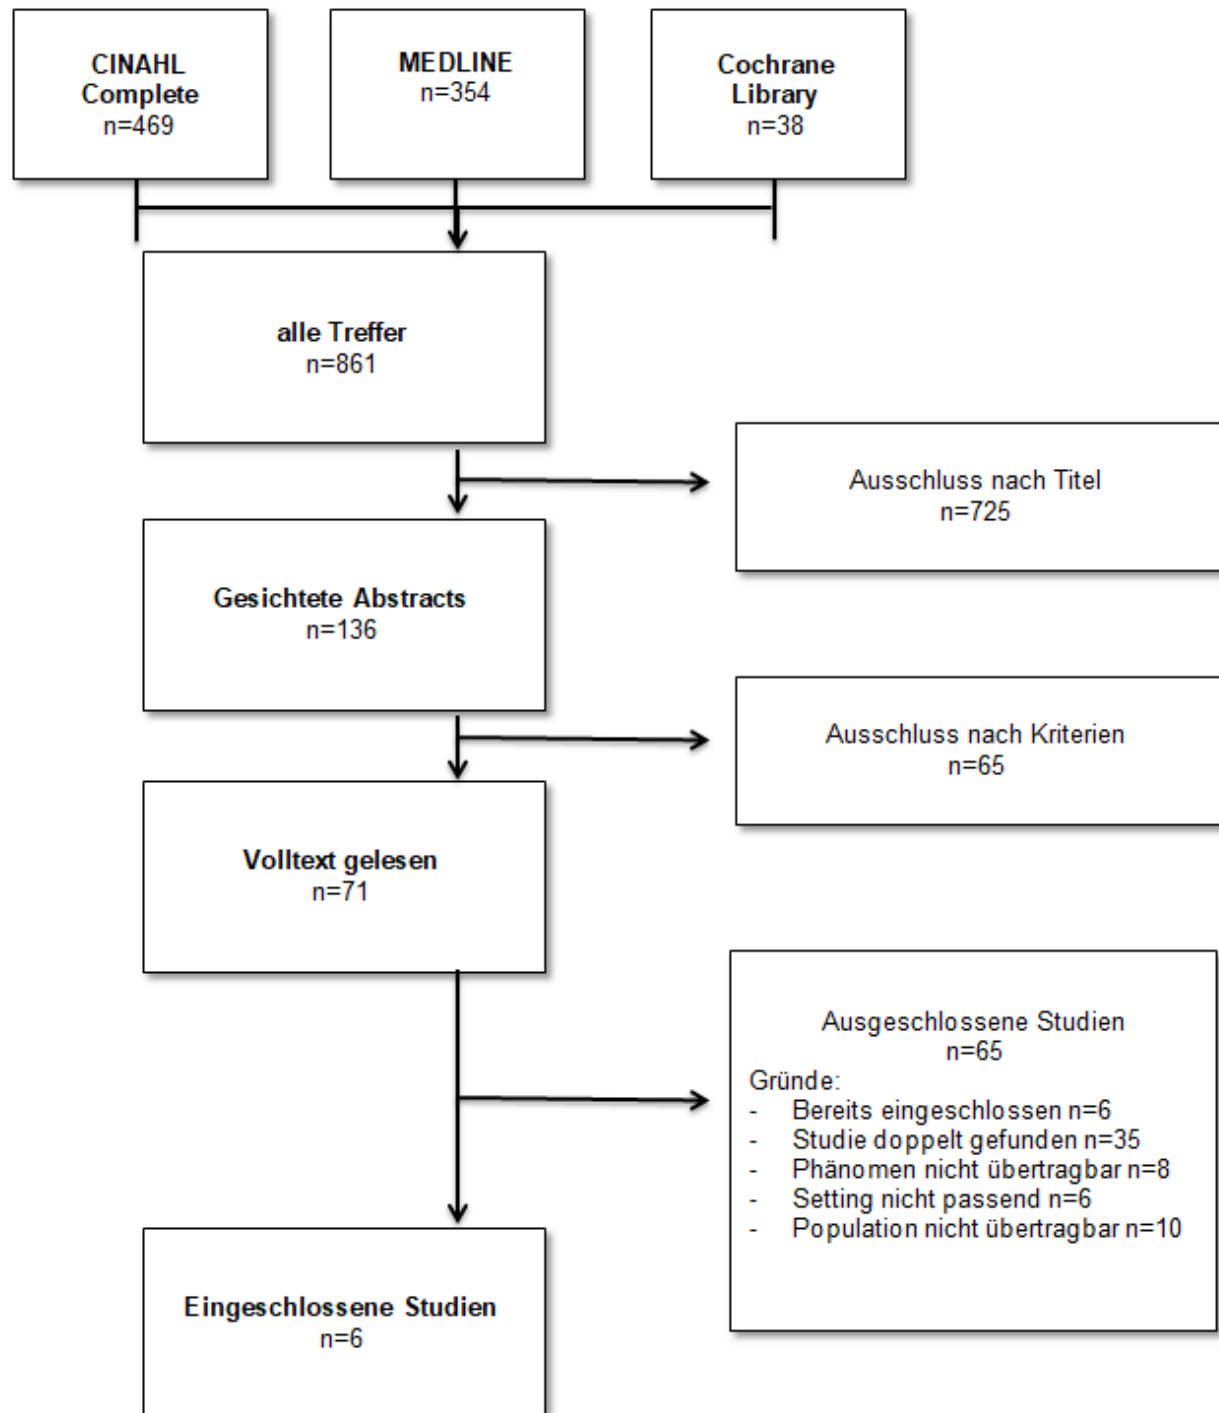 CINAHL
Complete
n=469
MEDLINE
n=354
Cochrane
Library
n=38
alle Treffer
n=861
Ausschluss nach Titel
n=725
Gesichtete Abstracts
n=136
Ausschluss nach Kriterien
n=65
Volltext gelesen
n=71
Ausgeschlossene Studien
n=65
Gründe:
- Bereits eingeschlossen n=6
- Studie doppelt gefunden n=35
- Phänomen nicht übertragbar n=8
- Setting nicht passend n=6
- Population nicht übertragbar n=10
Eingeschlossene Studien
n=6